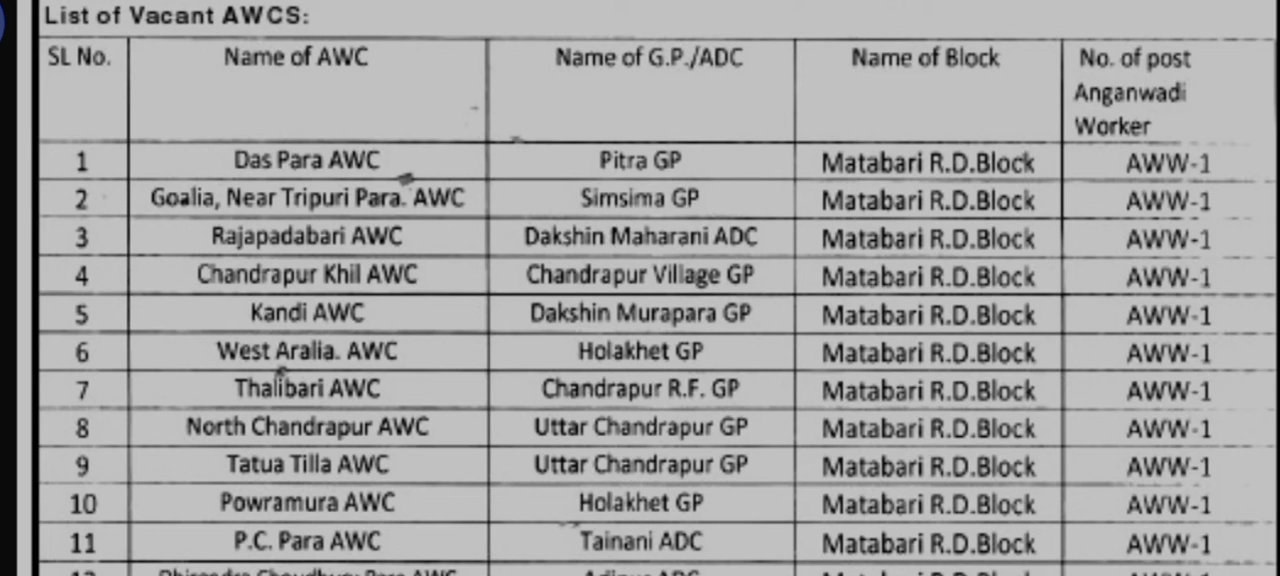 List of Vacant AWCS:
SL No. Name of AWC Name of G.P./ADC Name of Block No. of post
Anganwadi
Worker
1 Das Para AWC Pitra GP Matabari R.D.Block AWW-1
2 Goalia, Near Tripuri Para. AWC Simsima GP Matabari R.D.Block AWW-1
3 Rajapadabari AWC Dakshin Maharani ADC Matabari R.D.Block AWW-1
4 Chandrapur Khil AWC Chandrapur Village GP Matabari R.D.Block AWW-1
5 Kandi AWC Dakshin Murapara GP Matabari R.D.Block AWW-1
6 West Aralia. AWC Holakhet GP Matabari R.D.Block AWW-1
7 Thalibari AWC Chandrapur R.F. GP Matabari R.D.Block AWW-1
8 North Chandrapur AWC Uttar Chandrapur GP Matabari R.D.Block AWW-1
9 Tatua Tilla AWC Uttar Chandrapur GP Matabari R.D.Block AWW-1
10 Powramura AWC Holakhet GP Matabari R.D.Block AWW-1
11 P.C. Para AWC Tainani ADC Matabari R.D.Block AWW-1